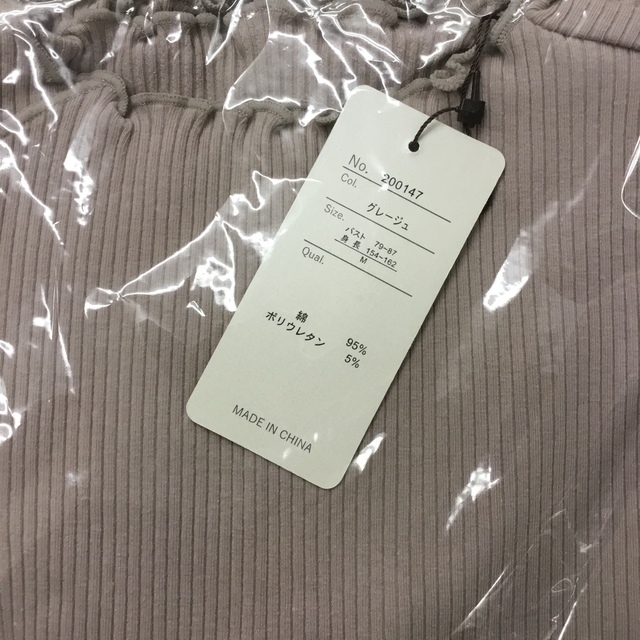 No. 200147
Col. グレージュ
Size. バスト 79-87
身長 154-162
M
Qual.
綿 95%
ポリウレタン 5%
MADE IN CHINA